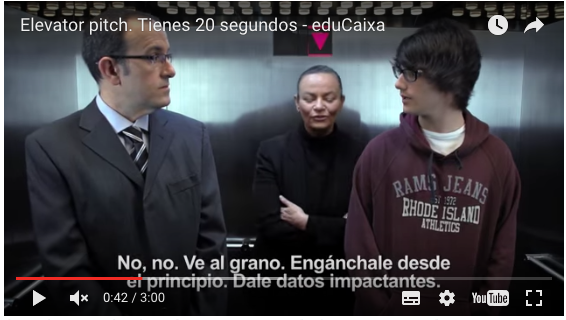 Elevator pitch. Tienes 20 segundos - eduCaixa
RAMS JEANS
RHODE ISLAND
ATHLETICS
No, no. Ve al grano. Engánchale desde
el principio. Dale datos impactantes.
0:42 / 3:00
YouTube